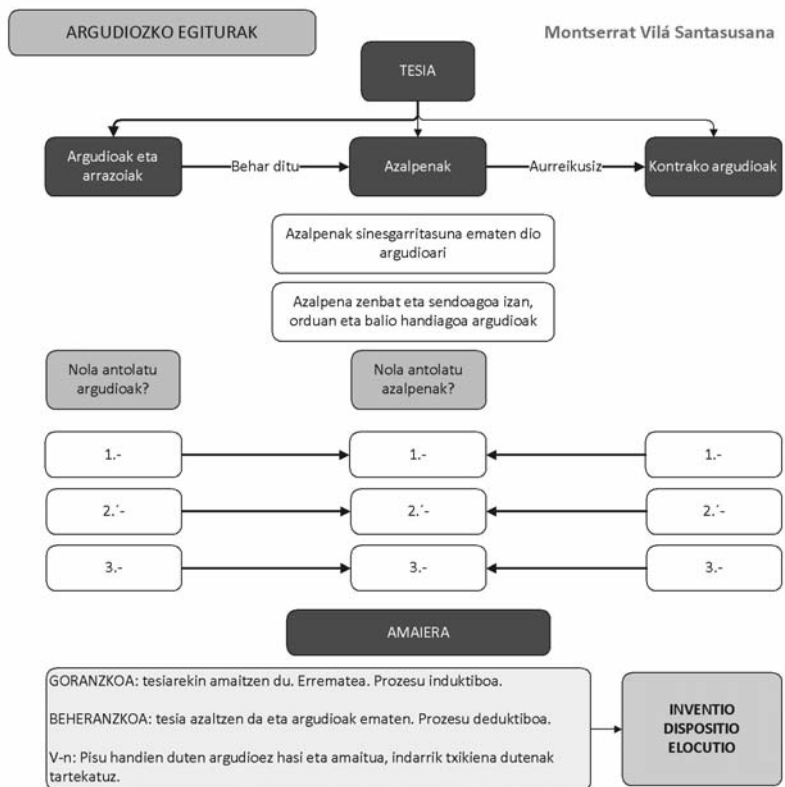 ARGUDIOZKO EGITURAK
Montserrat Vilá Santasusana
TESIA
Argudioak eta
arrazoiak
Behar ditu
Azalpenak
Aurreikusiz
Kontrako argudioak
Azalpenak sinesgarritasuna ematen dio
argudioari
Azalpena zenbat eta sendoagoa izan,
orduan eta balio handiagoa argudioak
Nola antolatu
argudioak?
Nola antolatu
azalpenak?
1.-
1.-
1.-
2.´-
2.´-
2.´-
3.-
3.-
3.-
AMAIERA
GORANZKOA: tesiarekin amaitzen du. Errematea. Prozesu induktiboa.
BEHERANZKOA: tesia azaltzen da eta argudioak ematen. Prozesu deduktiboa.
V-n: Pisu handien duten argudioez hasi eta amaitua, indarrik txikiena dutenak
tartekatuz.
INVENTIO
DISPOSITIO
ELOCUTIO